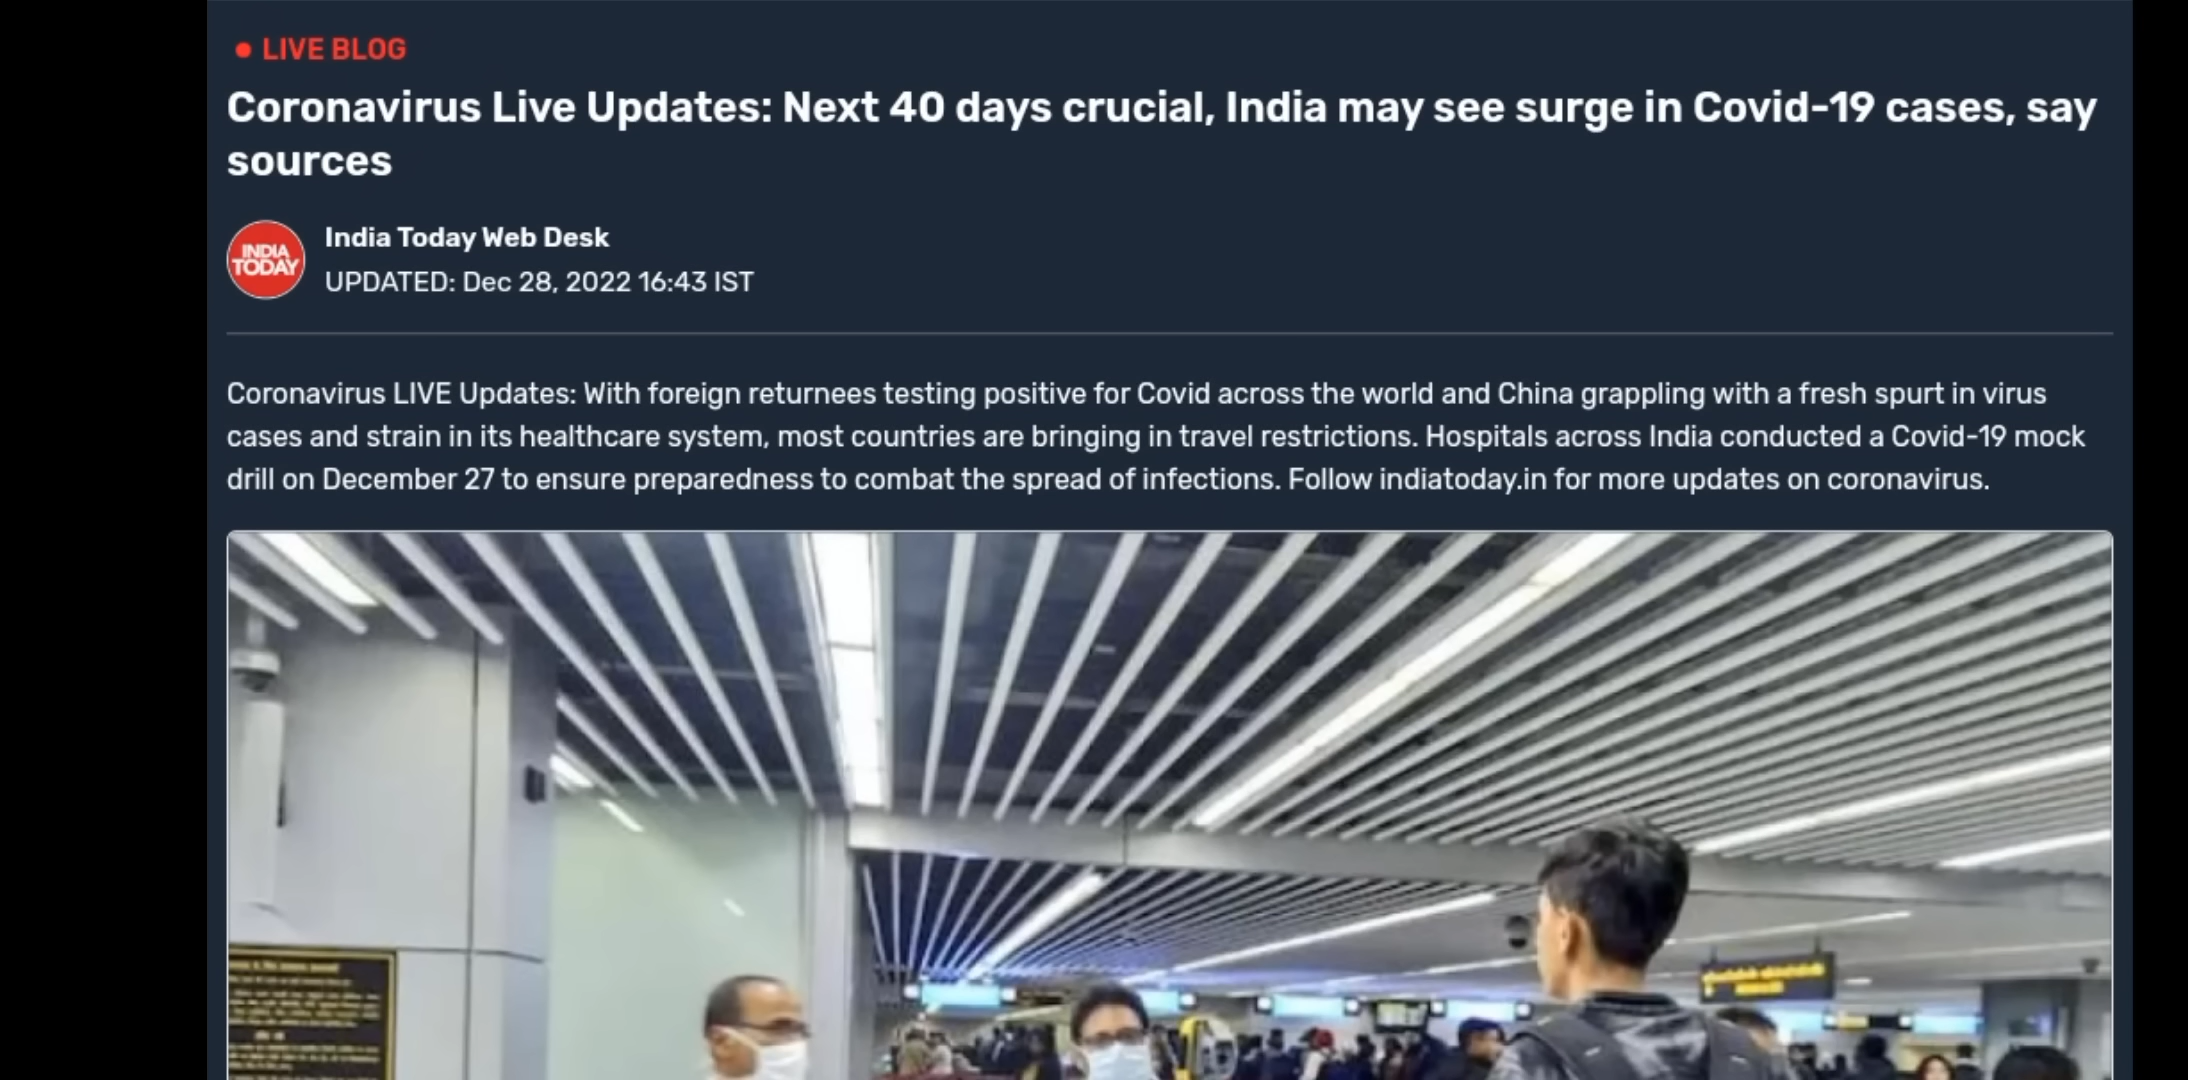 LIVE BLOG
Coronavirus Live Updates: Next 40 days crucial, India may see surge in Covid-19 cases, say
sources
INDIA
TODAY
India Today Web Desk
UPDATED: Dec 28, 2022 16:43 IST
Coronavirus LIVE Updates: With foreign returnees testing positive for Covid across the world and China grappling with a fresh spurt in virus
cases and strain in its healthcare system, most countries are bringing in travel restrictions. Hospitals across India conducted a Covid-19 mock
drill on December 27 to ensure preparedness to combat the spread of infections. Follow indiatoday.in for more updates on coronavirus.